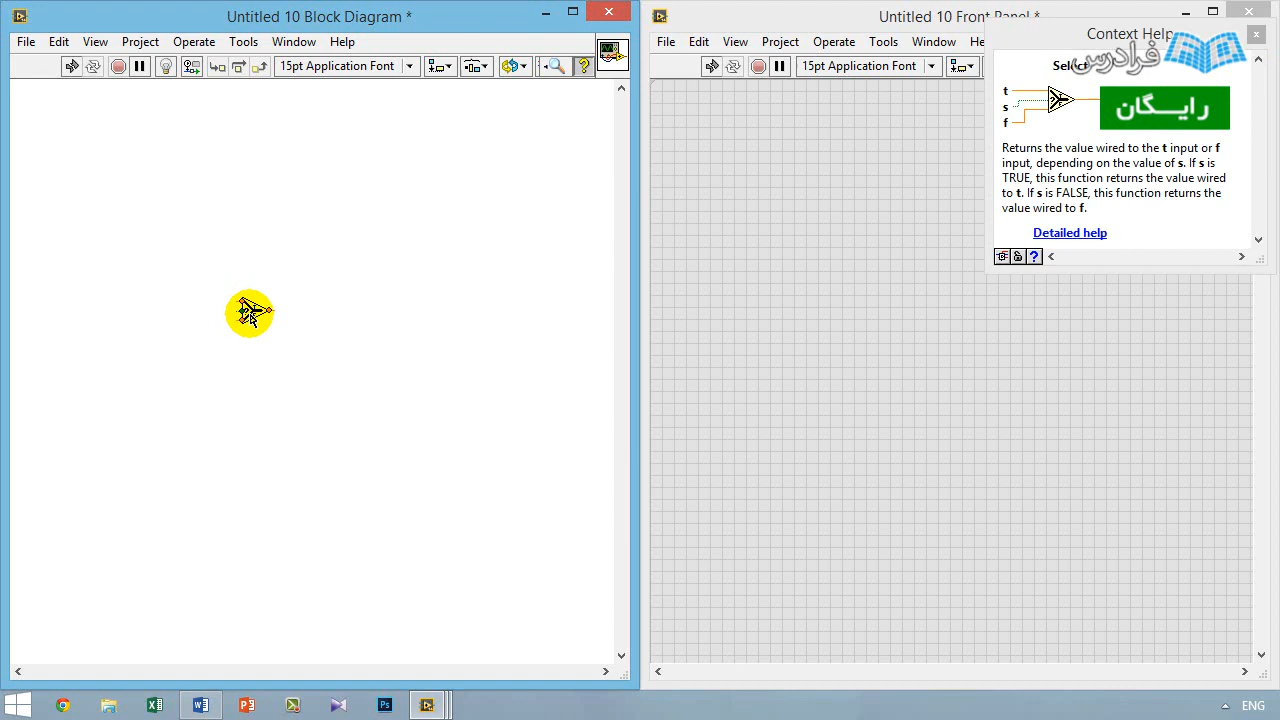 Untitled 10 Block Diagram *
File Edit View Project Operate Tools Window Help
15pt Application Font
Untitled 10 Front Panel *
File Edit View Project Operate Tools Window
15pt Application Font
Context Help
فرادرس
Select
t
s
f
رایگان
Returns the value wired to the t input or f
input, depending on the value of s. If s is
TRUE, this function returns the value wired
to t. If s is FALSE, this function returns the
value wired to f.
Detailed help
ENG